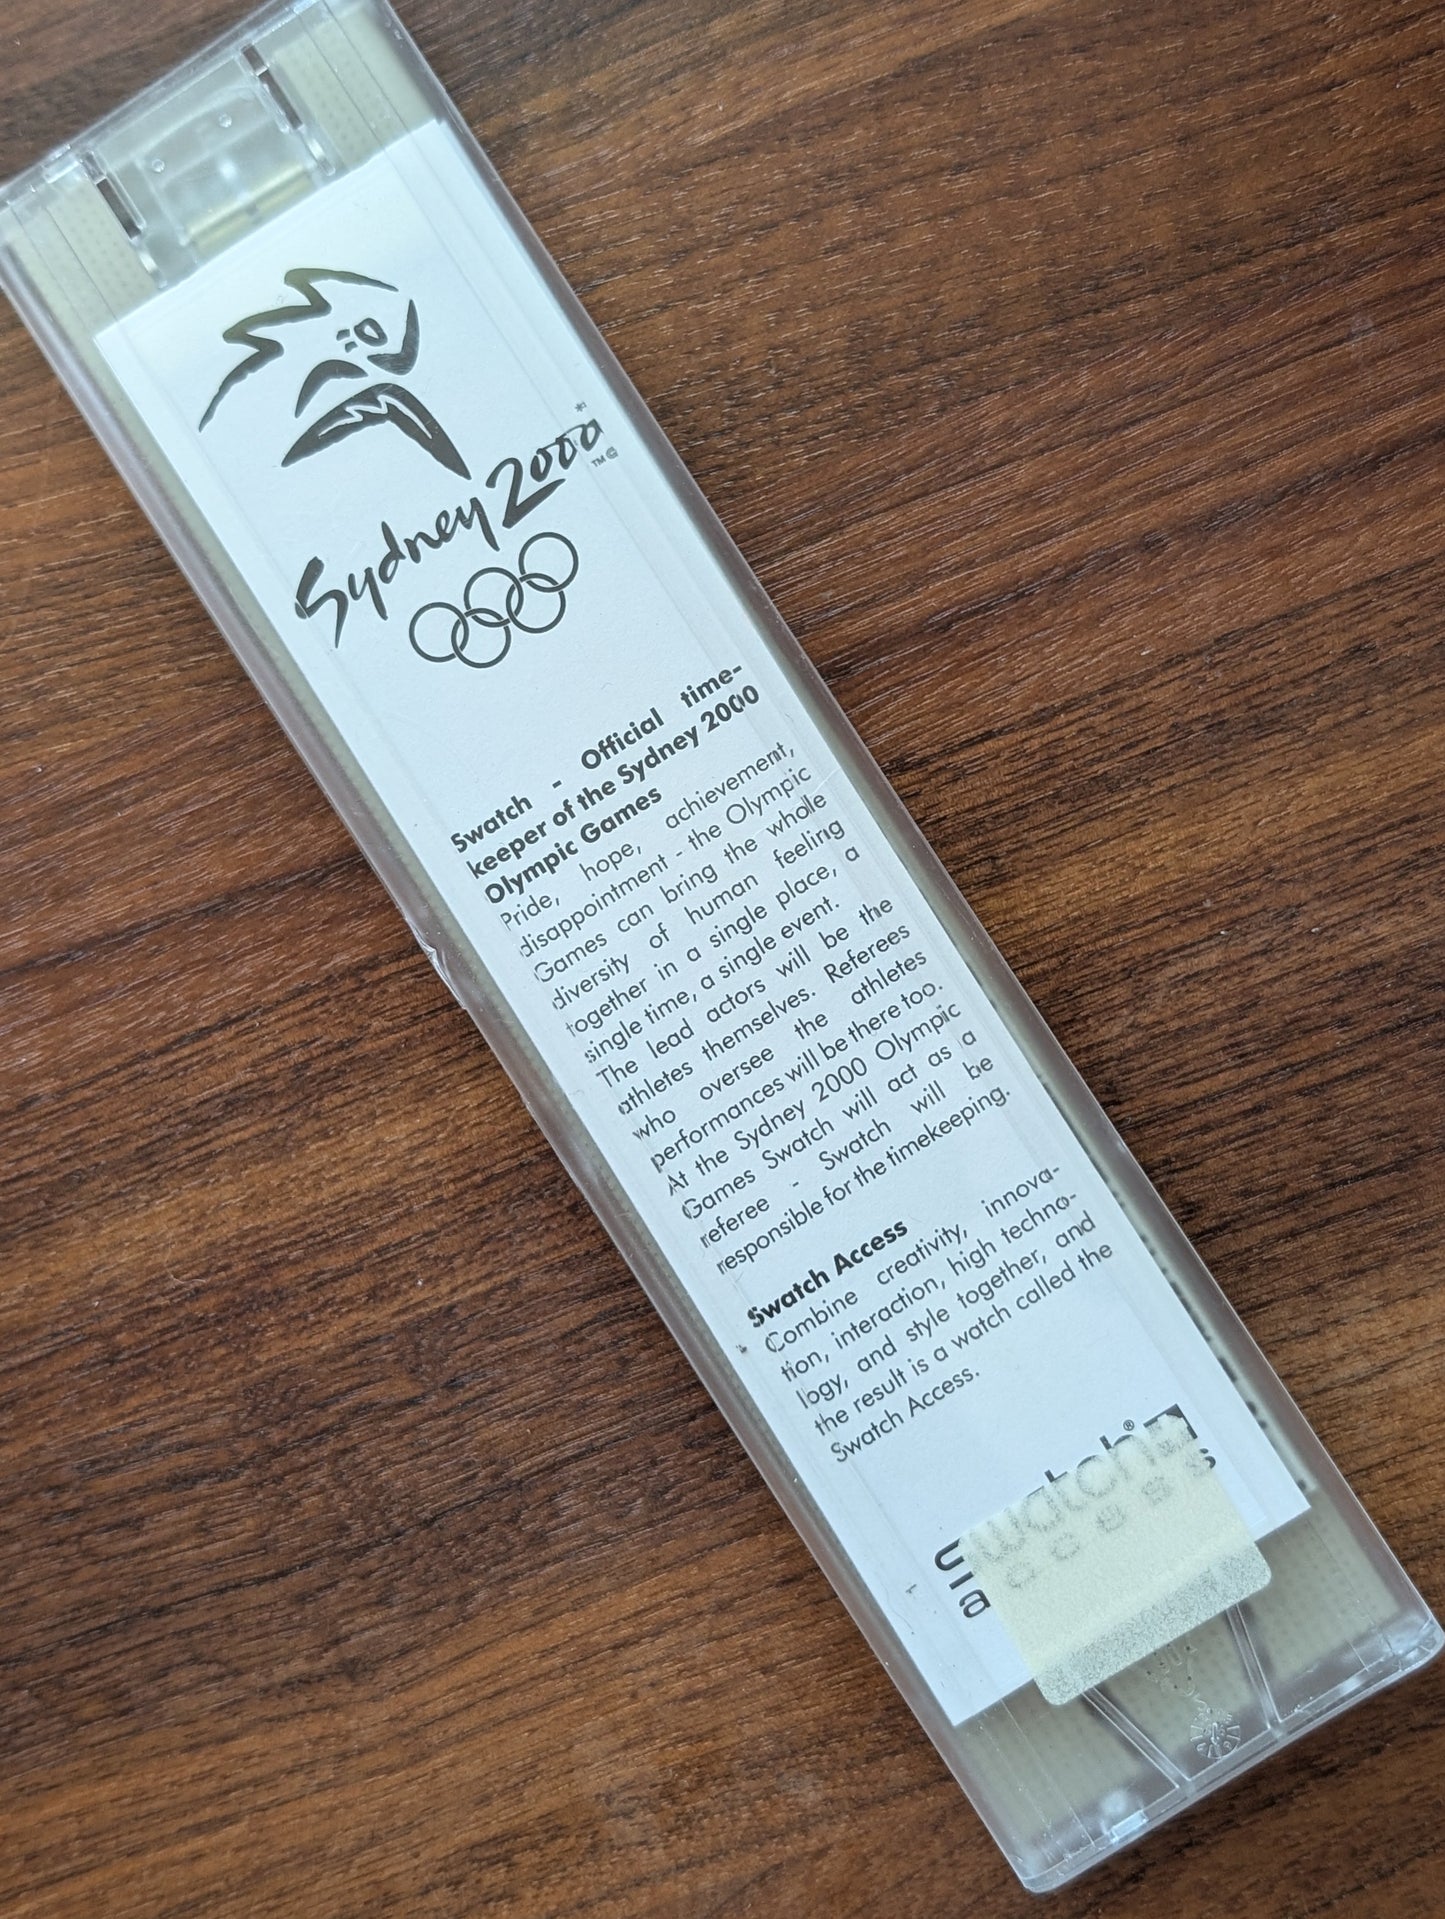 Sydney 2000
™©
Swatch - Official time-
keeper of the Sydney 2000
Olympic Games
Pride, hope, achievement,
disappointment - the Olympic
Games can bring the whole
diversity of human feeling
together in a single place, a
single time, a single event.
The lead actors will be the
athletes themselves. Referees
who oversee the athletes
performances will be there too.
At the Sydney 2000 Olympic
Games Swatch will act as a
referee - Swatch will be
responsible for the timekeeping.
Swatch Access
Combine creativity, innova-
tion, interaction, high techno-
logy, and style together, and
the result is a watch called the
Swatch Access.
swatch®
access